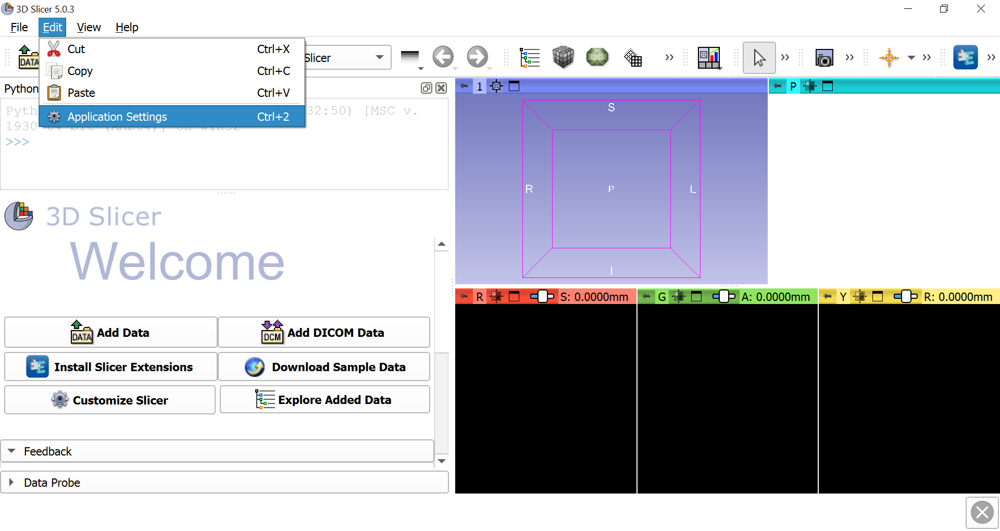 3D Slicer 5.0.3
File Edit View Help
Cut Ctrl+X
Copy Ctrl+C
Paste Ctrl+V
Application Settings Ctrl+2
DATA
Slicer
Python
Pyth 32:50) [MSC v.
1930
>>>
3D Slicer
Welcome
DATA Add Data
DCM Add DICOM Data
Install Slicer Extensions
Download Sample Data
Customize Slicer
Explore Added Data
Feedback
Data Probe
1
P
S
R
P
L
I
R S: 0.0000mm
G A: 0.0000mm
Y R: 0.0000mm